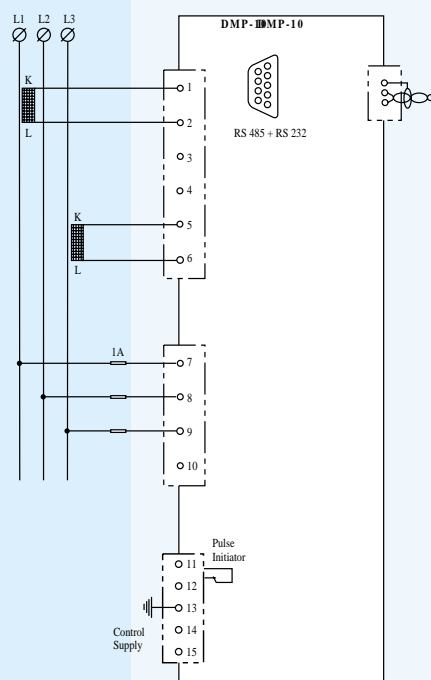 L1 L2 L3
DMP-10DMP-10
K
1
L
2
RS 485 + RS 232
3
4
K
5
L
6
1A
7
8
9
10
Pulse
Initiator
11
12
13
Control
Supply
14
15